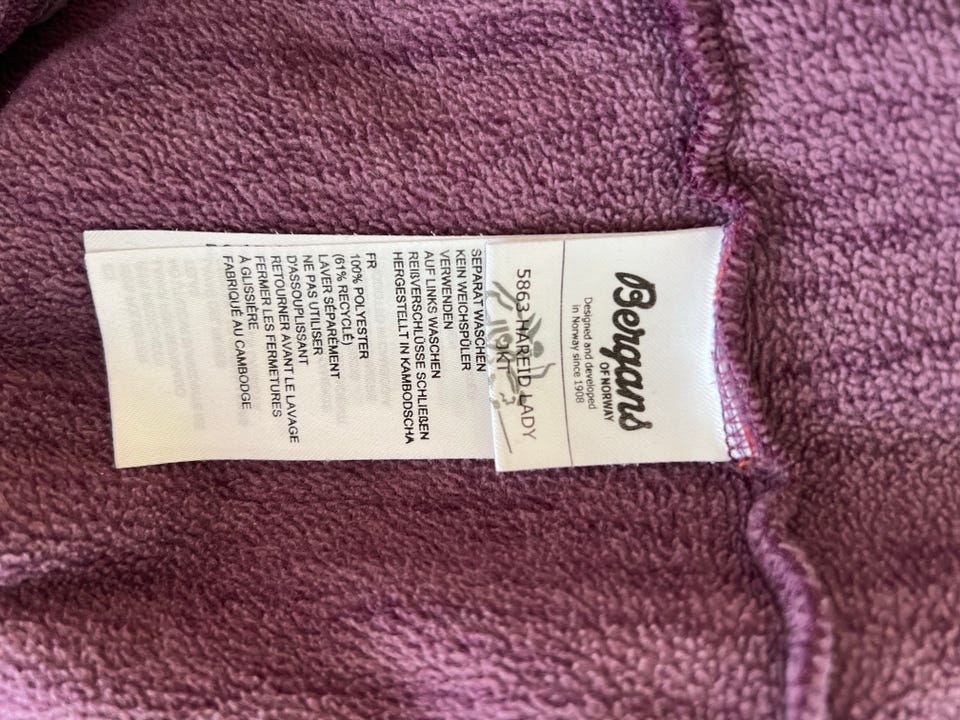 Bergans
OF NORWAY
Designed and developed
in Norway since 1908
5863 HAREID LADY
JKT
SEPARAT WASCHEN
KEIN WEICHSPÜLER
VERWENDEN
AUF LINKS WASCHEN
REIßVERSCHLÜSSE SCHLIEßEN
HERGESTELLT IN KAMBODSCHA
FR
100% POLYESTER
(61% RECYCLÉ)
LAVER SÉPARÉMENT
NE PAS UTILISER
D'ASSOUPLISSANT
RETOURNER AVANT LE LAVAGE
FERMER LES FERMETURES
À GLISSIÈRE
FABRIQUÉ AU CAMBODGE